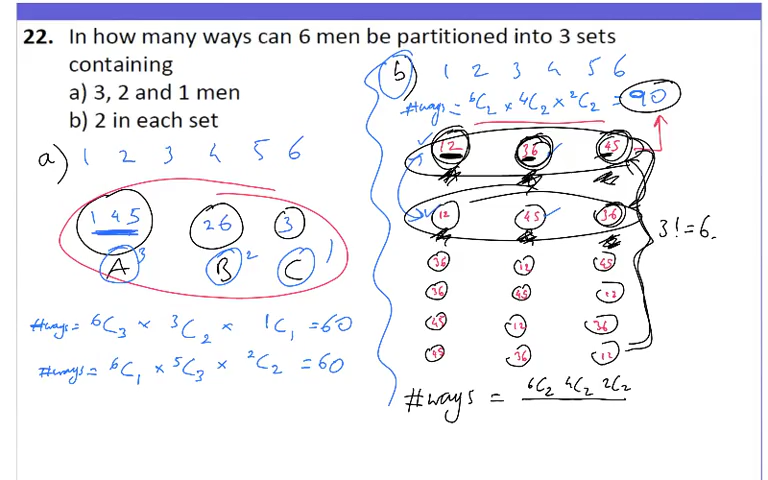 22. In how many ways can 6 men be partitioned into 3 sets
containing
a) 3, 2 and 1 men
b) 2 in each set
a) 1 2 3 4 5 6
1 4 5 26 3
A 3 B 2 C 1
#ways = ⁶C₃ × ³C₂ × ¹C₁ = 60
#ways = ⁶C₁ × ⁵C₃ × ²C₂ = 60
b) 1 2 3 4 5 6
#ways = ⁶C₂ × ⁴C₂ × ²C₂ = 90
12 36 45
12 45 36
36 12 45
36 45 12
45 12 36
45 36 12
3! = 6.
#ways = ⁶C₂ ⁴C₂ ²C₂